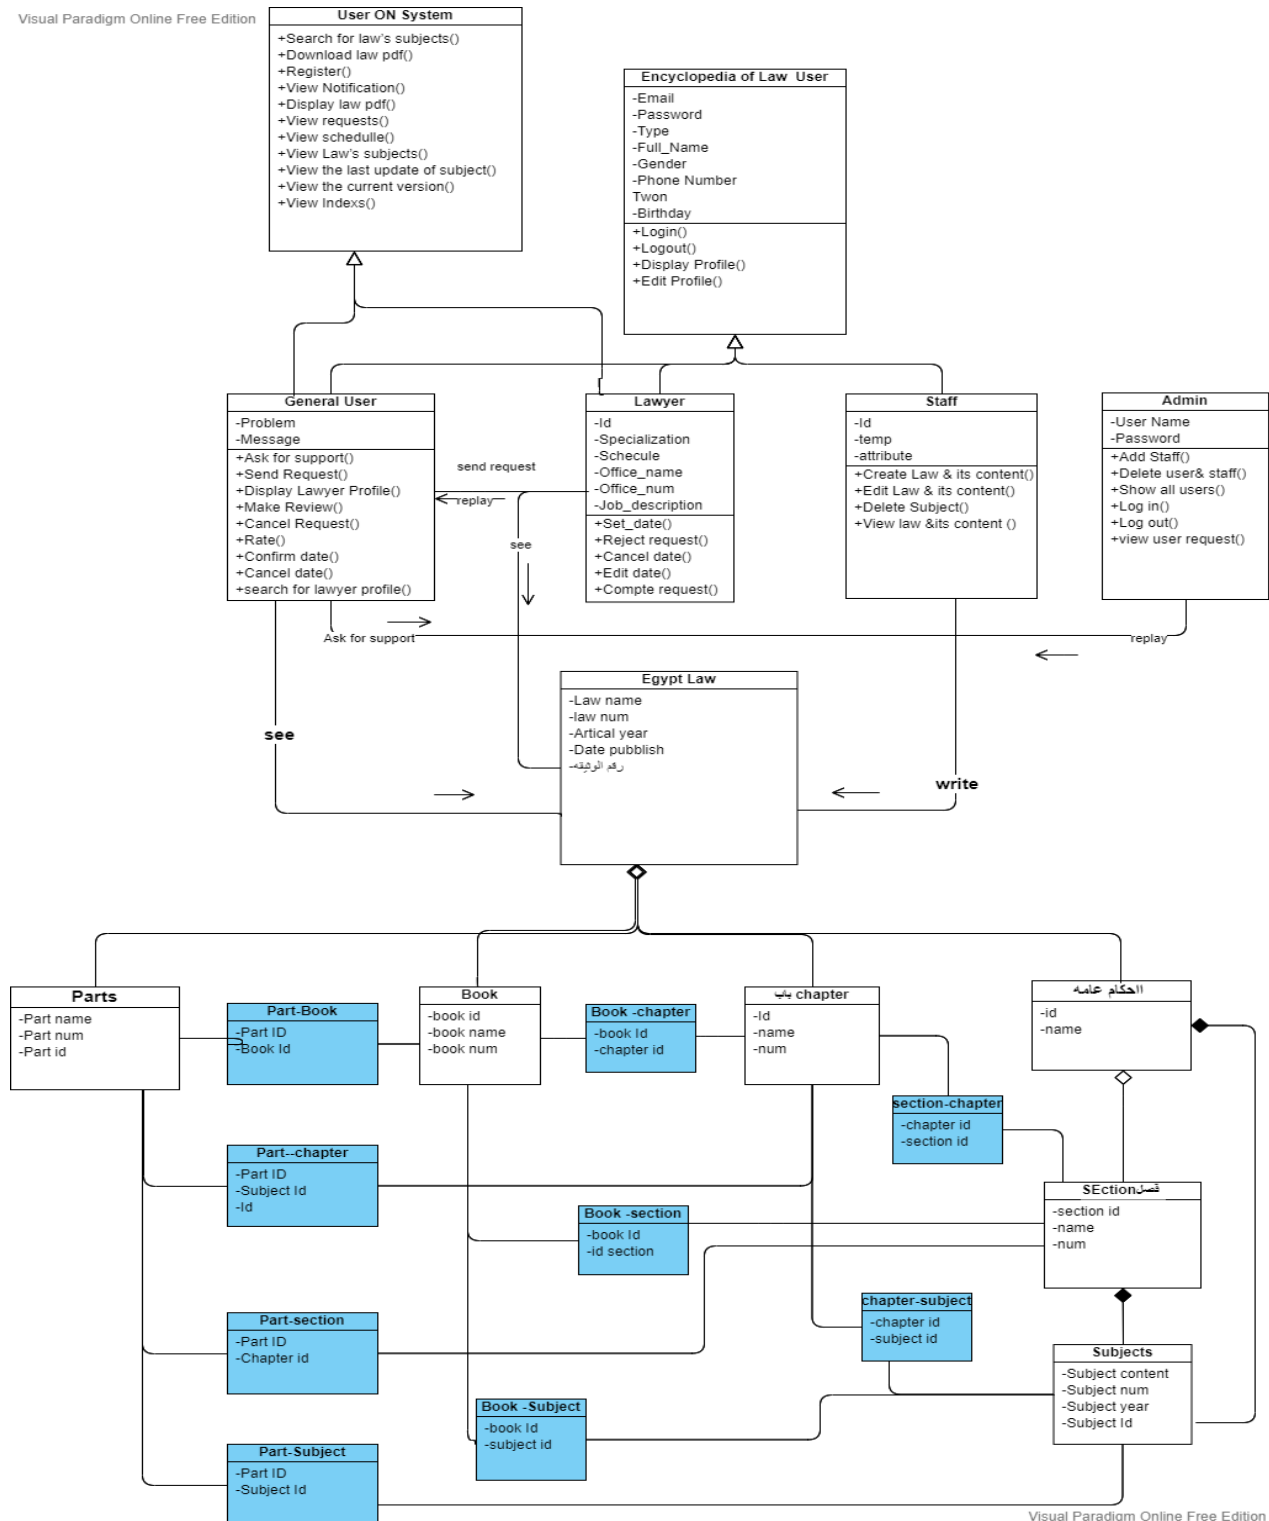 Visual Paradigm Online Free Edition
User ON System
+Search for law's subjects()
+Download law pdf()
+Register()
+View Notification()
+Display law pdf()
+View requests()
+View schedulle()
+View Law's subjects()
+View the last update of subject()
+View the current version()
+View Indexs()
Encyclopedia of Law User
-Email
-Password
-Type
-Full_Name
-Gender
-Phone Number
Twon
-Birthday
+Login()
+Logout()
+Display Profile()
+Edit Profile()
General User
-Problem
-Message
+Ask for support()
+Send Request()
+Display Lawyer Profile()
+Make Review()
+Cancel Request()
+Rate()
+Confirm date()
+Cancel date()
+search for lawyer profile()
send request
replay
see
Lawyer
-Id
-Specialization
-Schecule
-Office_name
-Office_num
-Job_description
+Set_date()
+Reject request()
+Cancel date()
+Edit date()
+Compte request()
Staff
-Id
-temp
-attribute
+Create Law & its content()
+Edit Law & its content()
+Delete Subject()
+View law &its content ()
Admin
-User Name
-Password
+Add Staff()
+Delete user& staff()
+Show all users()
+Log in()
+Log out()
+view user request()
Ask for support
replay
see
write
Egypt Law
-Law name
-law num
-Artical year
-Date pubblish
-رقم الوثيقه
Parts
-Part name
-Part num
-Part id
Part-Book
-Part ID
-Book Id
Book
-book id
-book name
-book num
Book -chapter
-book Id
-chapter id
باب chapter
-Id
-name
-num
ااحكام عامه
-id
-name
section-chapter
-chapter id
-section id
Part--chapter
-Part ID
-Subject Id
-Id
Book -section
-book Id
-id section
SEctionفصل
-section id
-name
-num
Part-section
-Part ID
-Chapter id
chapter-subject
-chapter id
-subject id
Subjects
-Subject content
-Subject num
-Subject year
-Subject Id
Book -Subject
-book Id
-subject id
Part-Subject
-Part ID
-Subject Id
Visual Paradigm Online Free Edition